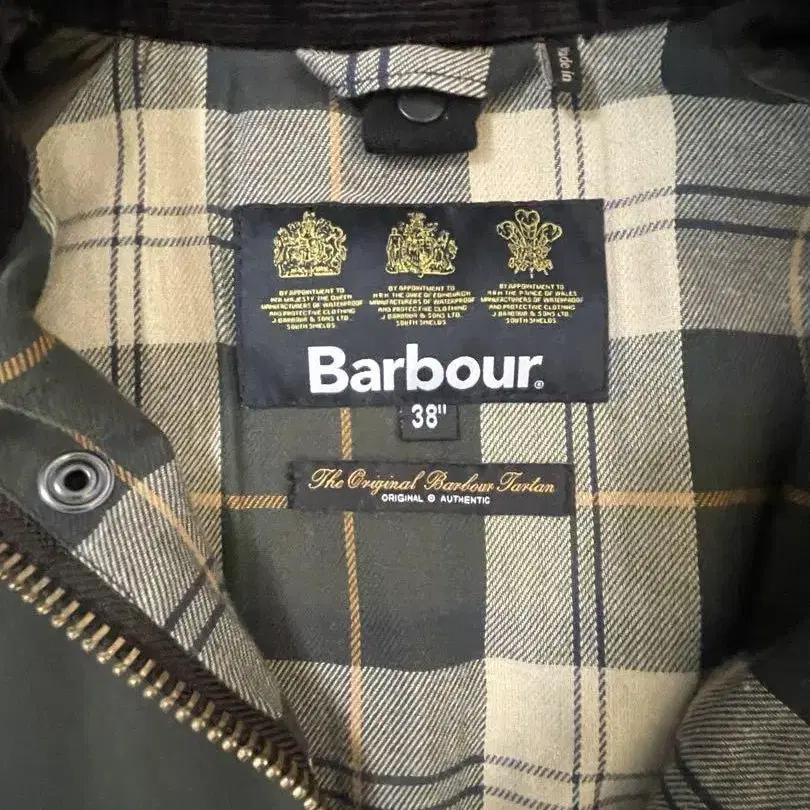 Made in
BY APPOINTMENT TO
HER MAJESTY THE QUEEN
MANUFACTURERS OF WATERPROOF
AND PROTECTIVE CLOTHING
J BARBOUR & SONS LTD.
SOUTH SHIELDS
BY APPOINTMENT TO
H R H THE DUKE OF EDINBURGH
MANUFACTURERS OF WATERPROOF
AND PROTECTIVE CLOTHING
J BARBOUR & SONS LTD.
SOUTH SHIELDS
BY APPOINTMENT TO
H R H THE PRINCE OF WALES
MANUFACTURERS OF WATERPROOF
AND PROTECTIVE CLOTHING
J BARBOUR & SONS LTD.
SOUTH SHIELDS
Barbour®
38"
The Original Barbour Tartan
ORIGINAL & AUTHENTIC